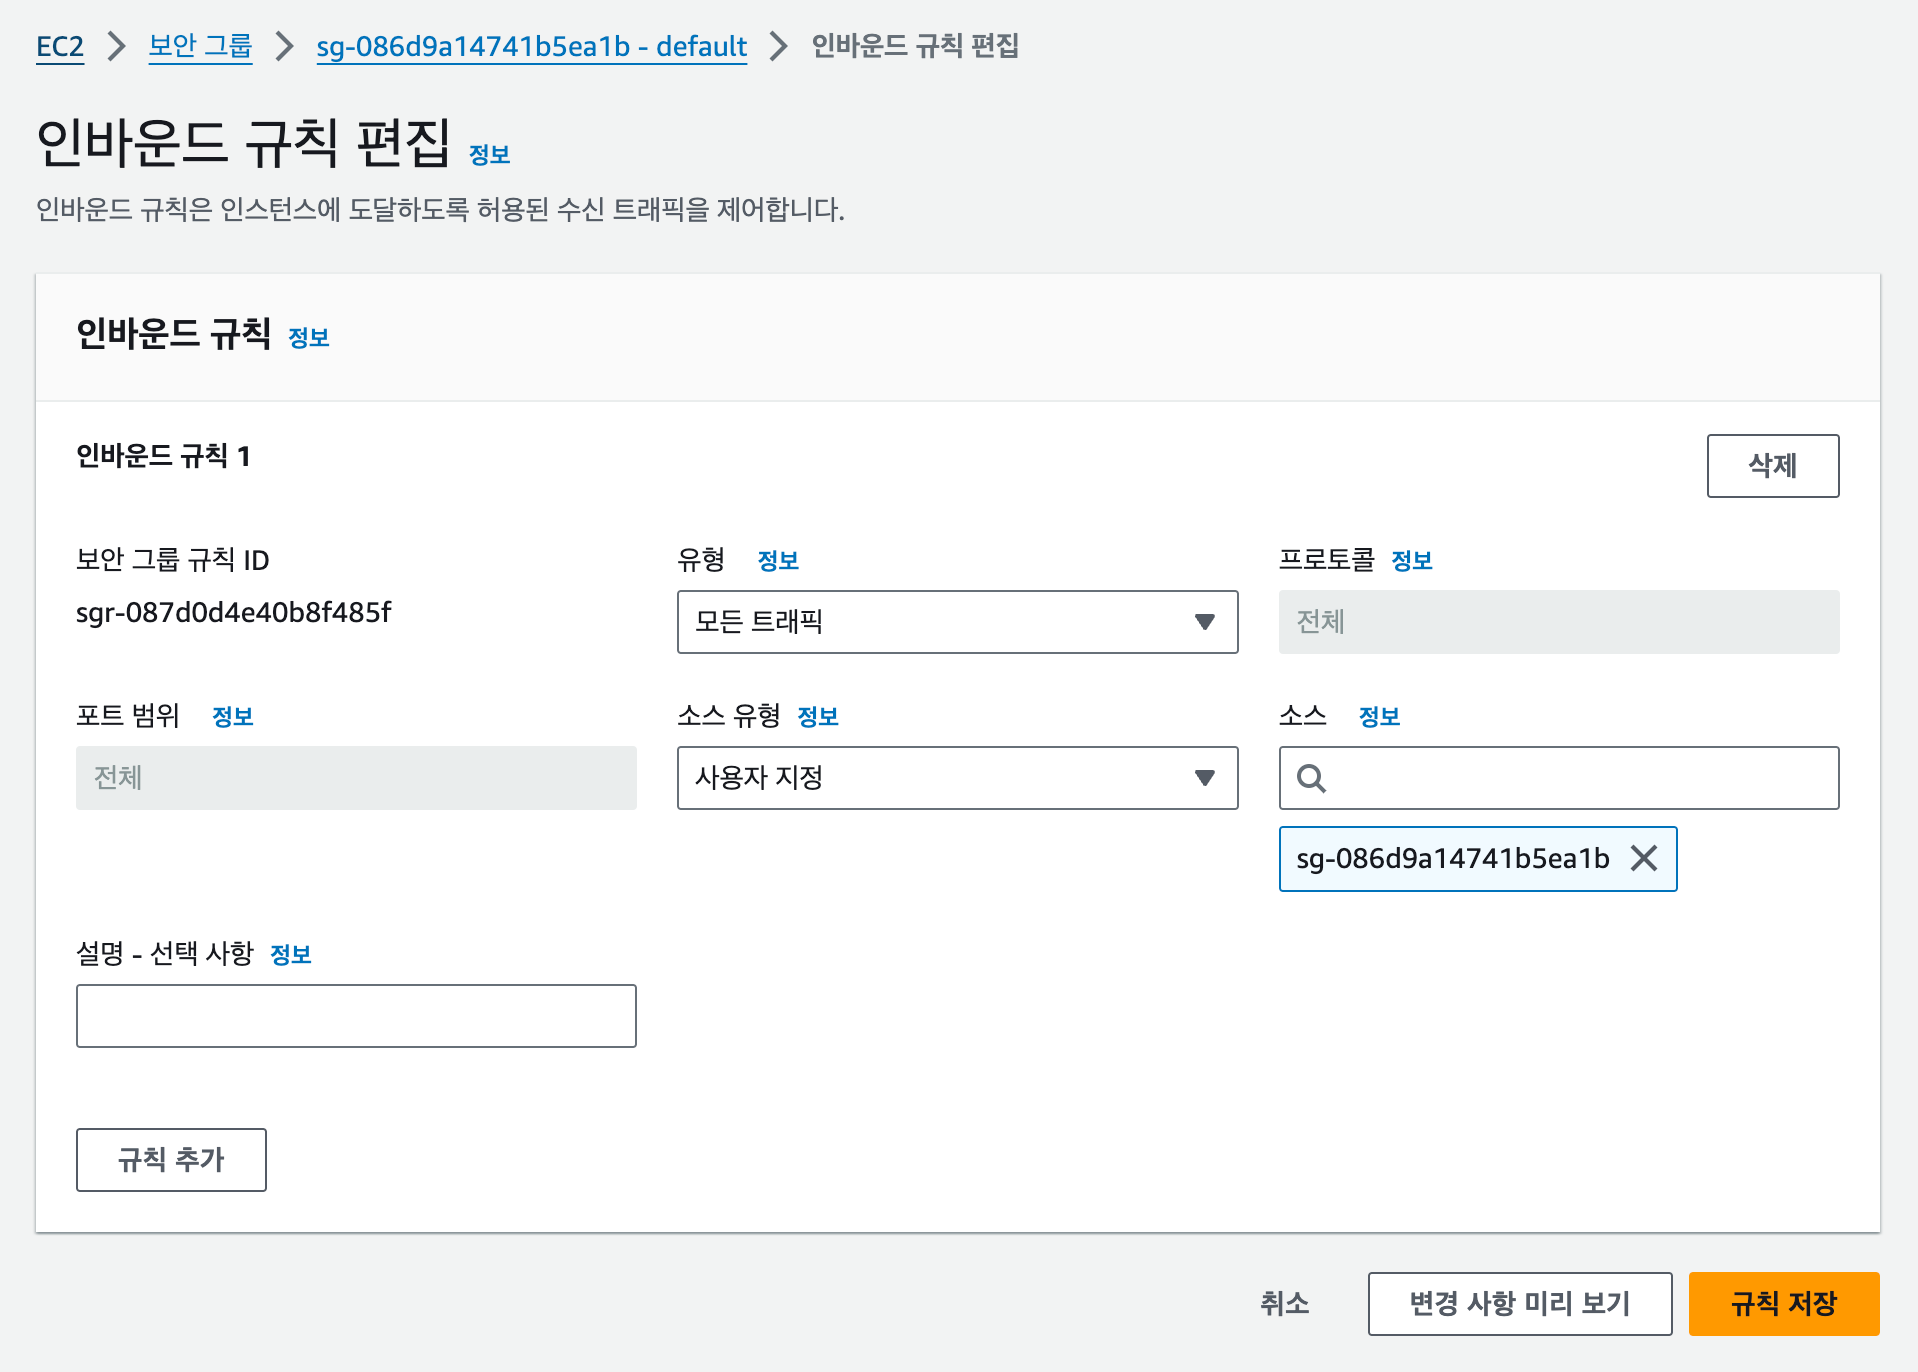 EC2 > 보안 그룹 > sg-086d9a14741b5ea1b - default > 인바운드 규칙 편집
인바운드 규칙 편집 정보
인바운드 규칙은 인스턴스에 도달하도록 허용된 수신 트래픽을 제어합니다.
인바운드 규칙 정보
인바운드 규칙 1
삭제
보안 그룹 규칙 ID
sgr-087d0d4e40b8f485f
유형 정보
모든 트래픽
프로토콜 정보
전체
포트 범위 정보
전체
소스 유형 정보
사용자 지정
소스 정보
sg-086d9a14741b5ea1b
설명 - 선택 사항 정보
규칙 추가
취소
변경 사항 미리 보기
규칙 저장